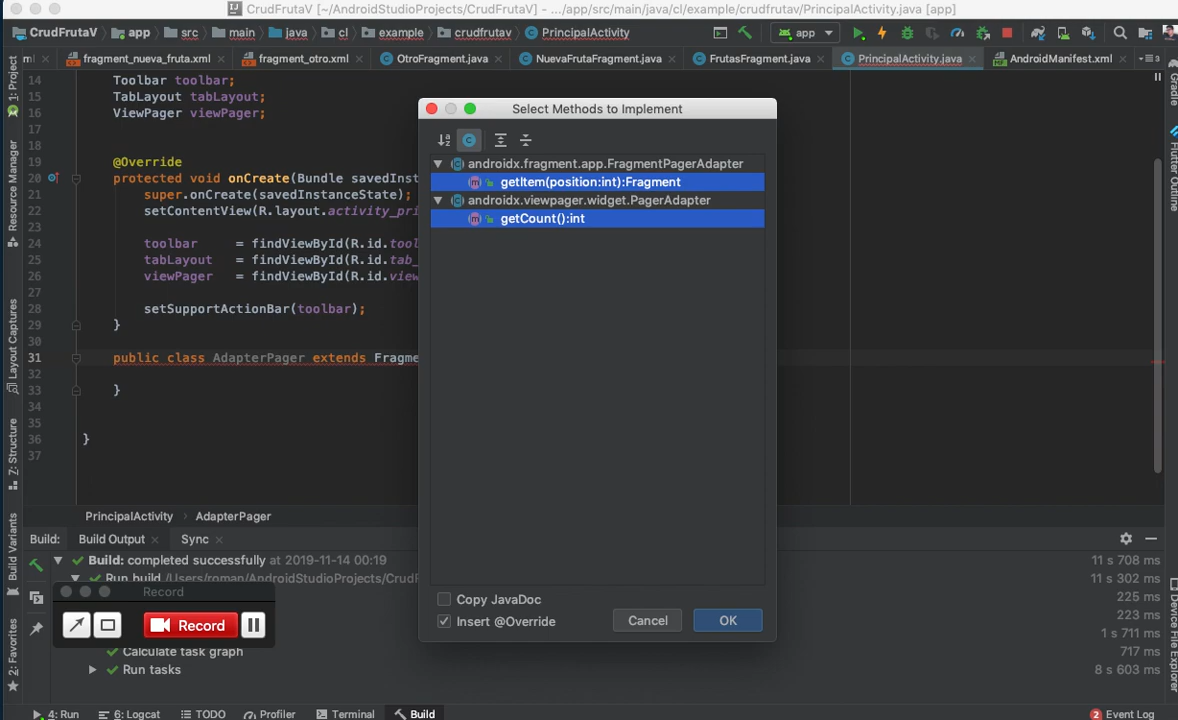 CrudFrutaV [~/AndroidStudioProjects/CrudFrutaV] - .../app/src/main/java/cl/example/crudfrutav/PrincipalActivity.java [app]
CrudFrutaV app src main java cl example crudfrutav PrincipalActivity app
fragment_nueva_fruta.xml fragment_otro.xml OtroFragment.java NuevaFrutaFragment.java FrutasFragment.java PrincipalActivity.java AndroidManifest.xml
1: Project
Resource Manager
Layout Captures
Z: Structure
Build Variants
2: Favorites
14 Toolbar toolbar;
15 TabLayout tabLayout;
16 ViewPager viewPager;
17
18
19 @Override
20 protected void onCreate(Bundle savedInst
21 super.onCreate(savedInstanceState);
22 setContentView(R.layout.activity_pri
23
24 toolbar = findViewById(R.id.tool
25 tabLayout = findViewById(R.id.tab_
26 viewPager = findViewById(R.id.view
27
28 setSupportActionBar(toolbar);
29 }
30
31 public class AdapterPager extends Fragme
32
33 }
34
35
36 }
37
PrincipalActivity AdapterPager
Select Methods to Implement
androidx.fragment.app.FragmentPagerAdapter
getItem(position:int):Fragment
androidx.viewpager.widget.PagerAdapter
getCount():int
Copy JavaDoc
Insert @Override
Cancel OK
Gradle
Flutter Outline
Device File Explorer
Build: Build Output Sync
Build: completed successfully at 2019-11-14 00:19 11 s 708 ms
Run build /Users/roman/AndroidStudioProjects/CrudF 11 s 302 ms
225 ms
223 ms
1 s 711 ms
Calculate task graph 717 ms
Run tasks 8 s 603 ms
Record
Record
4: Run 6: Logcat TODO Profiler Terminal Build 2 Event Log